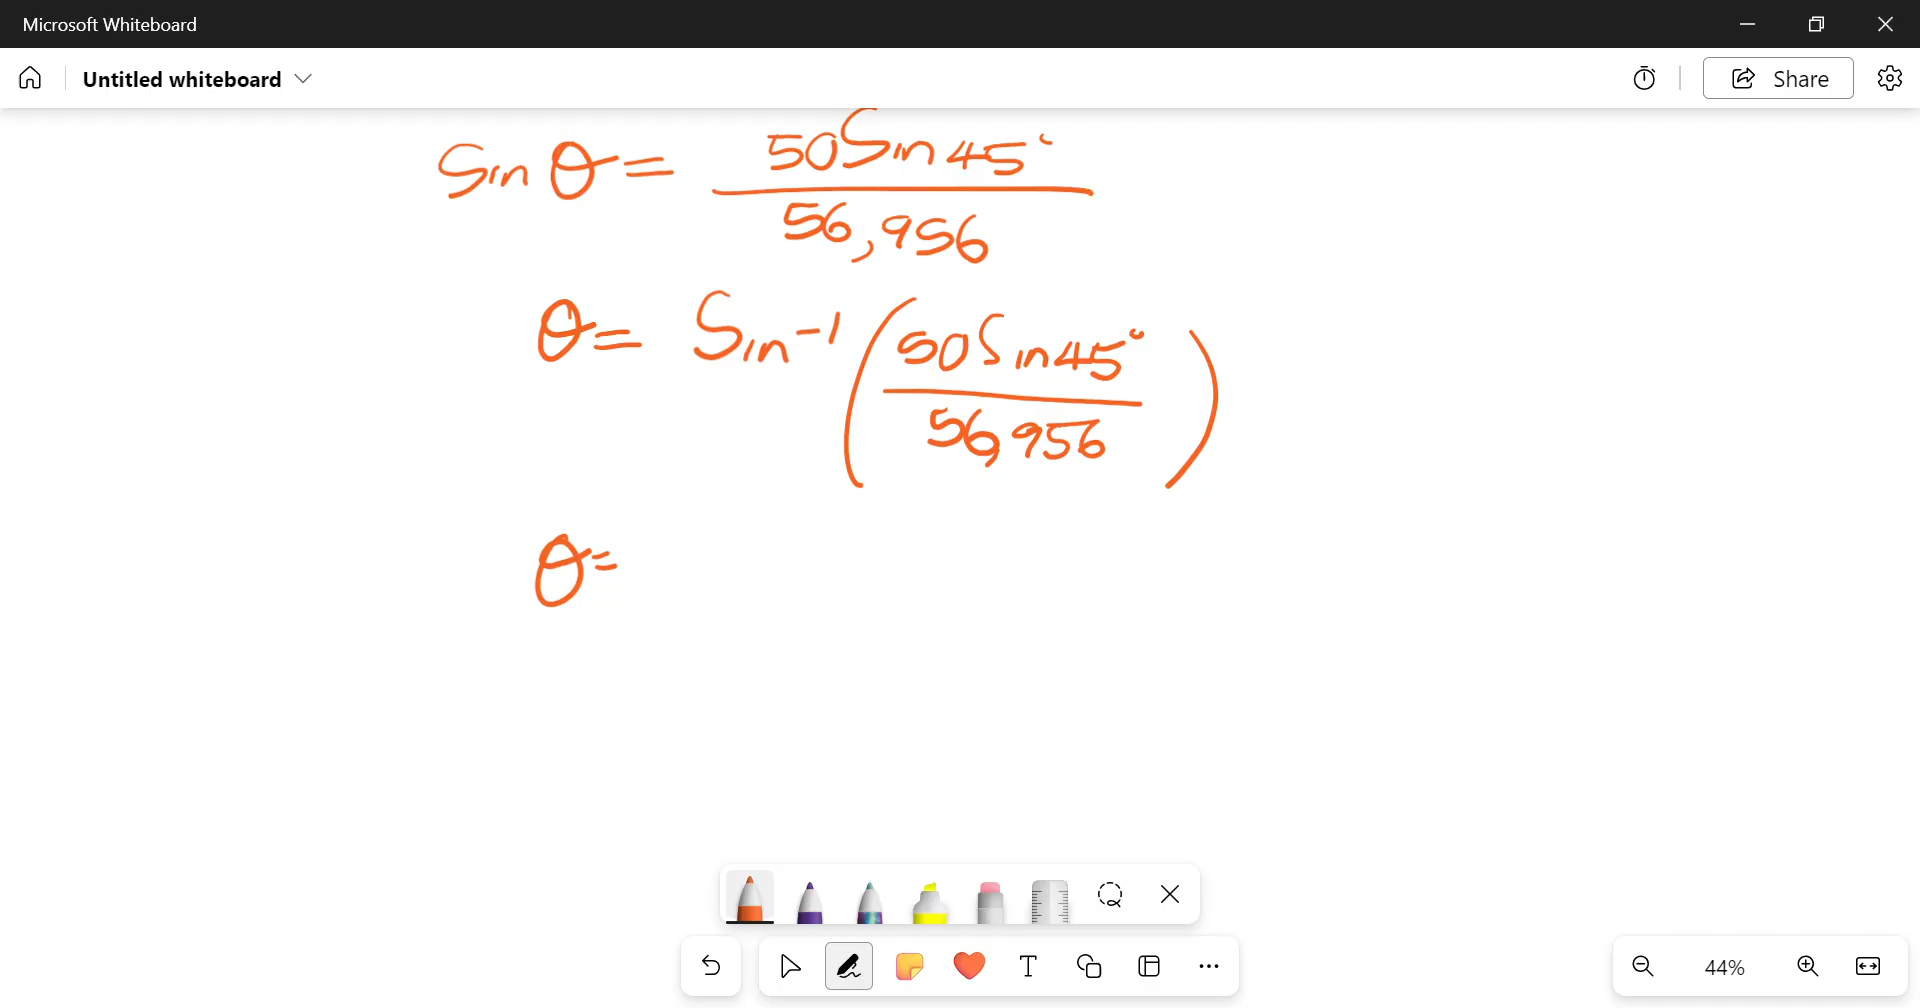 Microsoft Whiteboard
Untitled whiteboard
Share
Sin θ = 50 Sin 45° / 56,956
θ = Sin-1 ( 50 Sin 45° / 56,956 )
θ =
T
44%